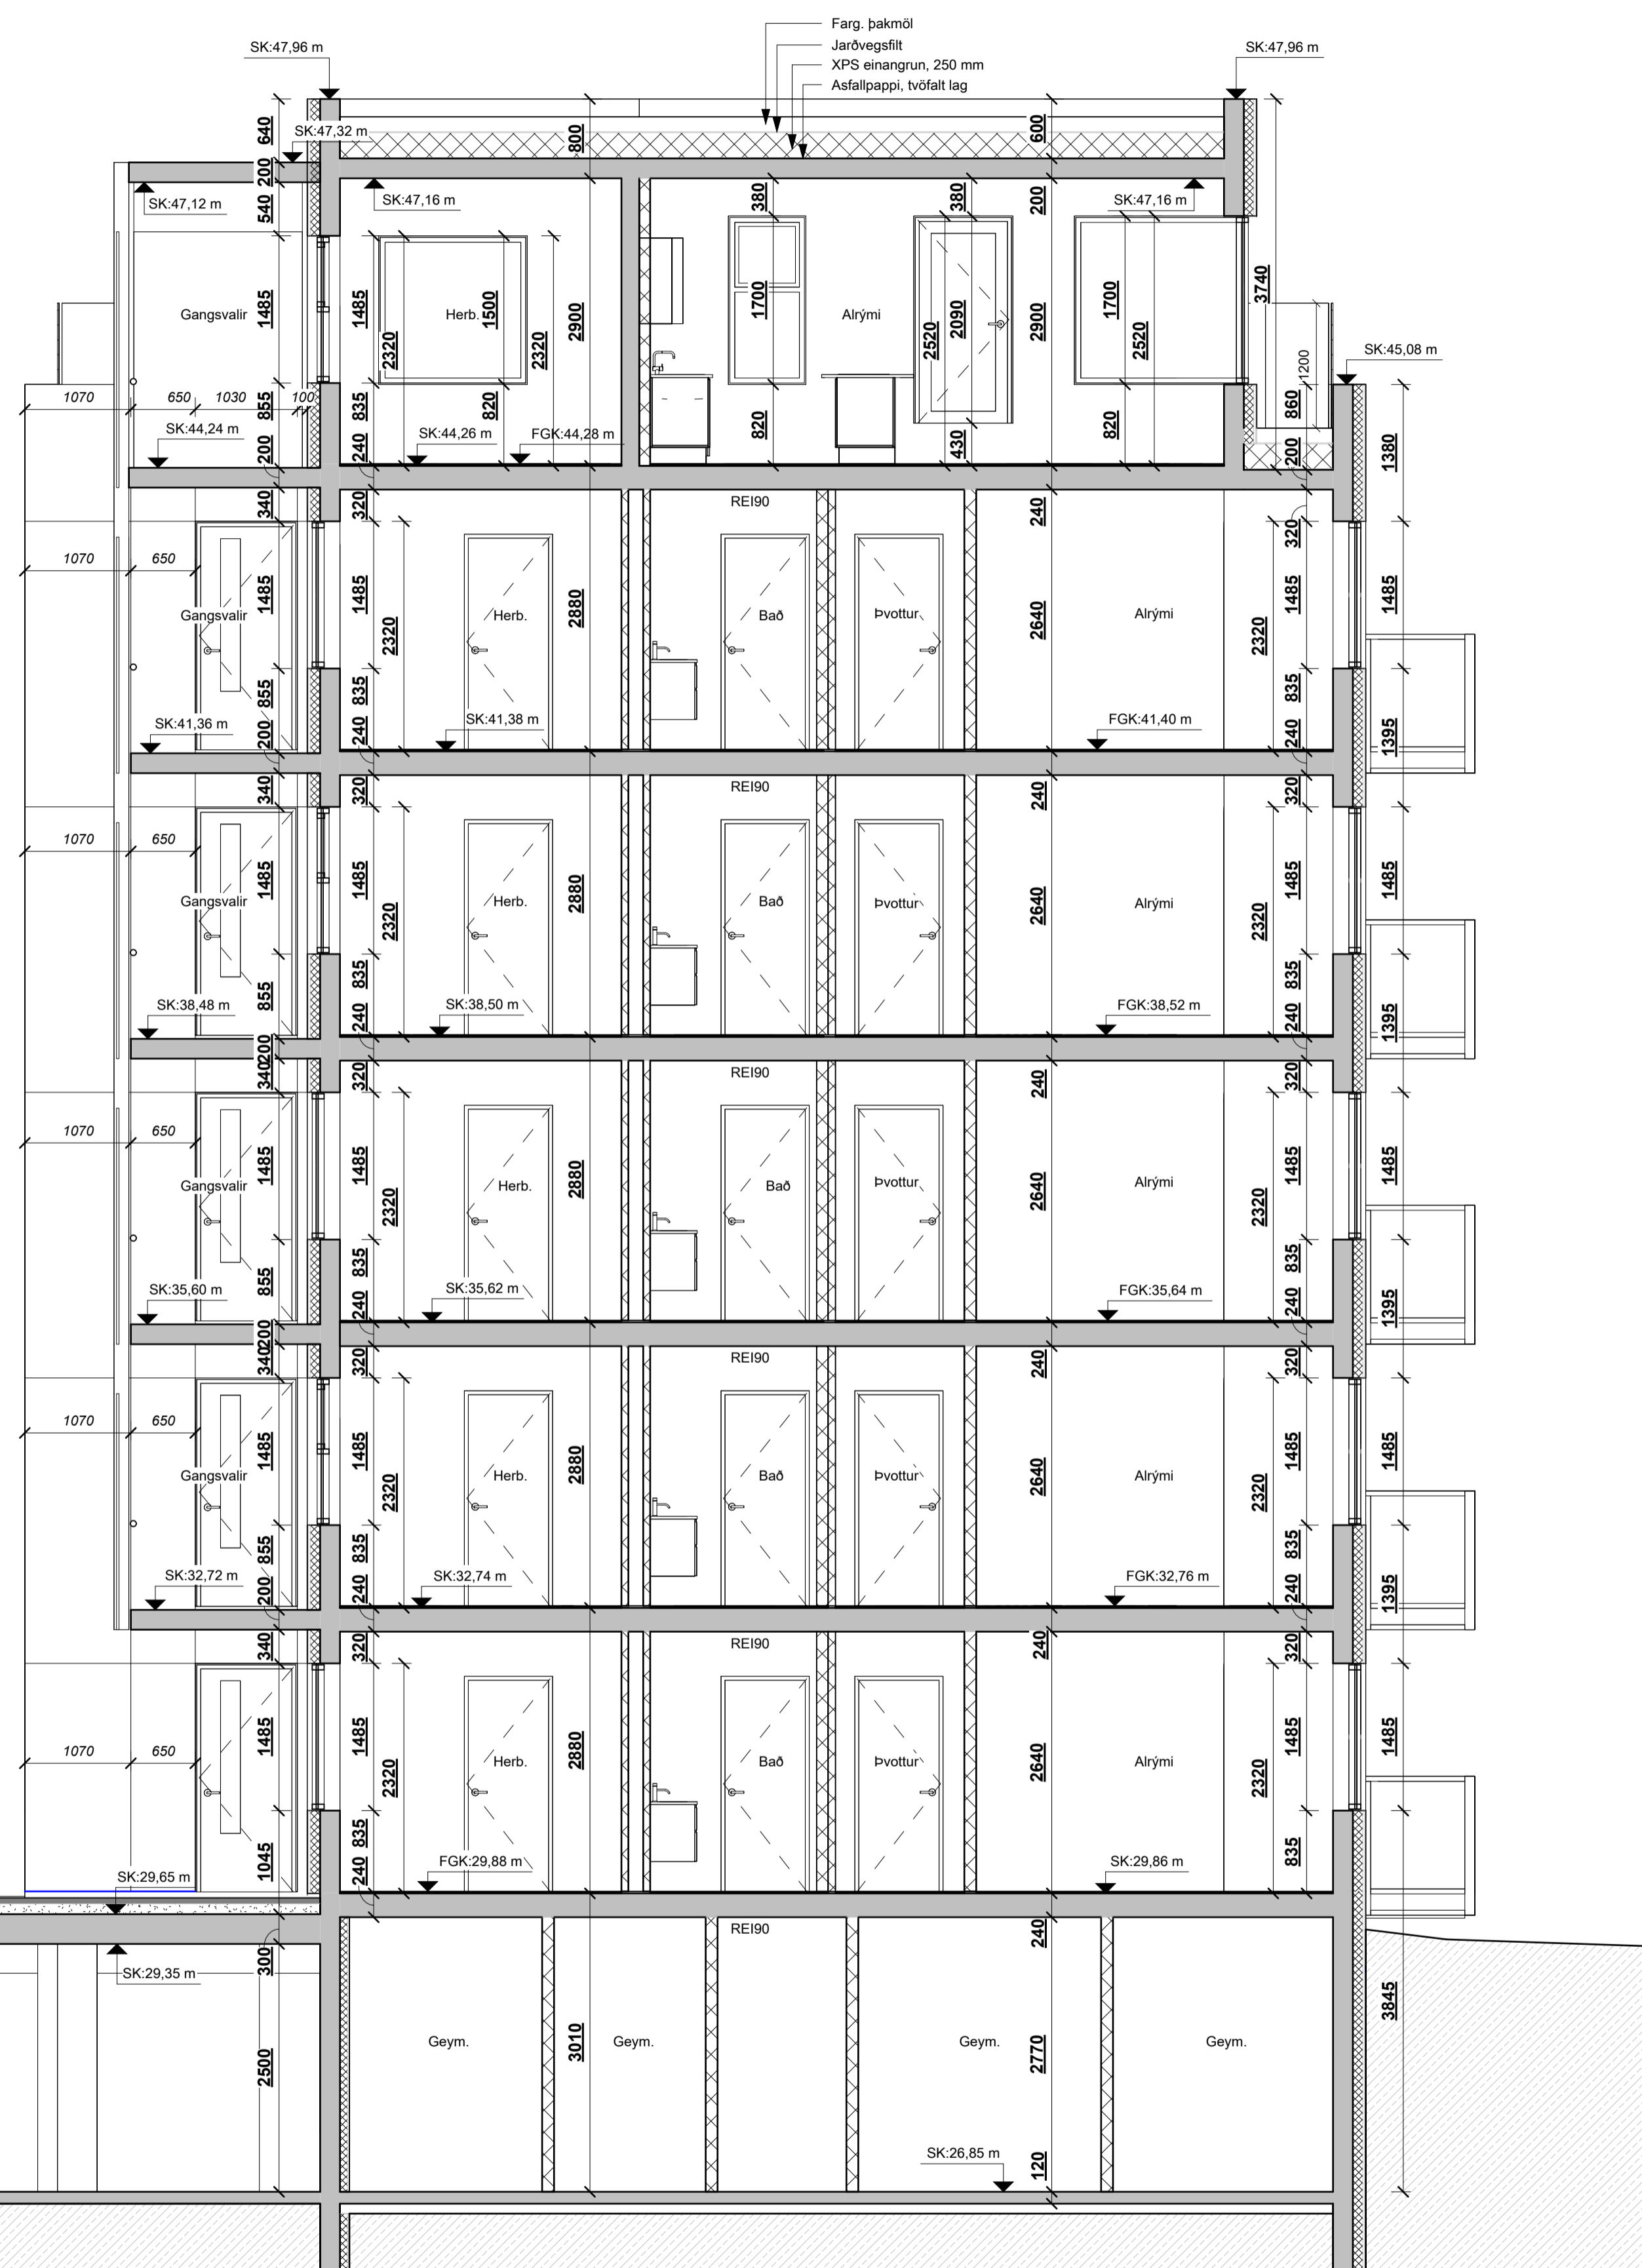 Farg. þakmöl
Jarðvegsfilt
XPS einangrun, 250 mm
Asfallpappi, tvöfalt lag
SK:47,96 m
SK:47,96 m
640
SK:47,32 m
800
600
200
SK:47,12 m
540
SK:47,16 m
380
380
200
SK:47,16 m
Gangsvalir
1485
1485
2320
Herb.
1500
2320
2900
1700
Alrými
2520
2090
2900
1700
2520
3740
1200
SK:45,08 m
1070
650
1030
100
855
835
820
820
430
820
860
1380
SK:44,24 m
200
240
SK:44,26 m
FGK:44,28 m
200
340
320
REI90
240
320
1070
650
Gangsvalir
1485
1485
2320
Herb.
2880
Bað
Þvottur
2640
Alrými
2320
1485
1485
855
835
835
1395
SK:41,36 m
200
240
SK:41,38 m
FGK:41,40 m
240
340
320
REI90
240
320
1070
650
Gangsvalir
1485
1485
2320
Herb.
2880
Bað
Þvottur
2640
Alrými
2320
1485
1485
855
835
835
1395
SK:38,48 m
200
240
SK:38,50 m
FGK:38,52 m
240
340
320
REI90
240
320
1070
650
Gangsvalir
1485
1485
2320
Herb.
2880
Bað
Þvottur
2640
Alrými
2320
1485
1485
855
835
835
1395
SK:35,60 m
200
240
SK:35,62 m
FGK:35,64 m
240
340
320
REI90
240
320
1070
650
Gangsvalir
1485
1485
2320
Herb.
2880
Bað
Þvottur
2640
Alrými
2320
1485
1485
855
835
835
1395
SK:32,72 m
200
240
SK:32,74 m
FGK:32,76 m
240
340
320
REI90
240
320
1070
650
1485
1485
2320
Herb.
2880
Bað
Þvottur
2640
Alrými
2320
1485
1485
1045
835
835
SK:29,65 m
240
FGK:29,88 m
SK:29,86 m
300
REI90
240
SK:29,35 m
2500
Geym.
3010
Geym.
Geym.
2770
Geym.
3845
SK:26,85 m
120